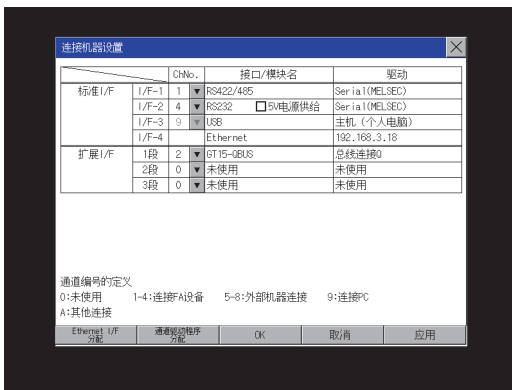 连接机器设置
ChNo. 接口/模块名 驱动
标准I/F I/F-1 1 RS422/485 Serial(MELSEC)
I/F-2 4 RS232 5V电源供给 Serial(MELSEC)
I/F-3 9 USB 主机（个人电脑）
I/F-4 Ethernet 192.168.3.18
扩展I/F 1段 2 GT15-QBUS 总线连接Q
2段 0 未使用 未使用
3段 0 未使用 未使用
通道编号的定义
0:未使用 1-4:连接FA设备 5-8:外部机器连接 9:连接PC
A:其他连接
Ethernet I/F 分配 通道驱动程序 分配 OK 取消 应用